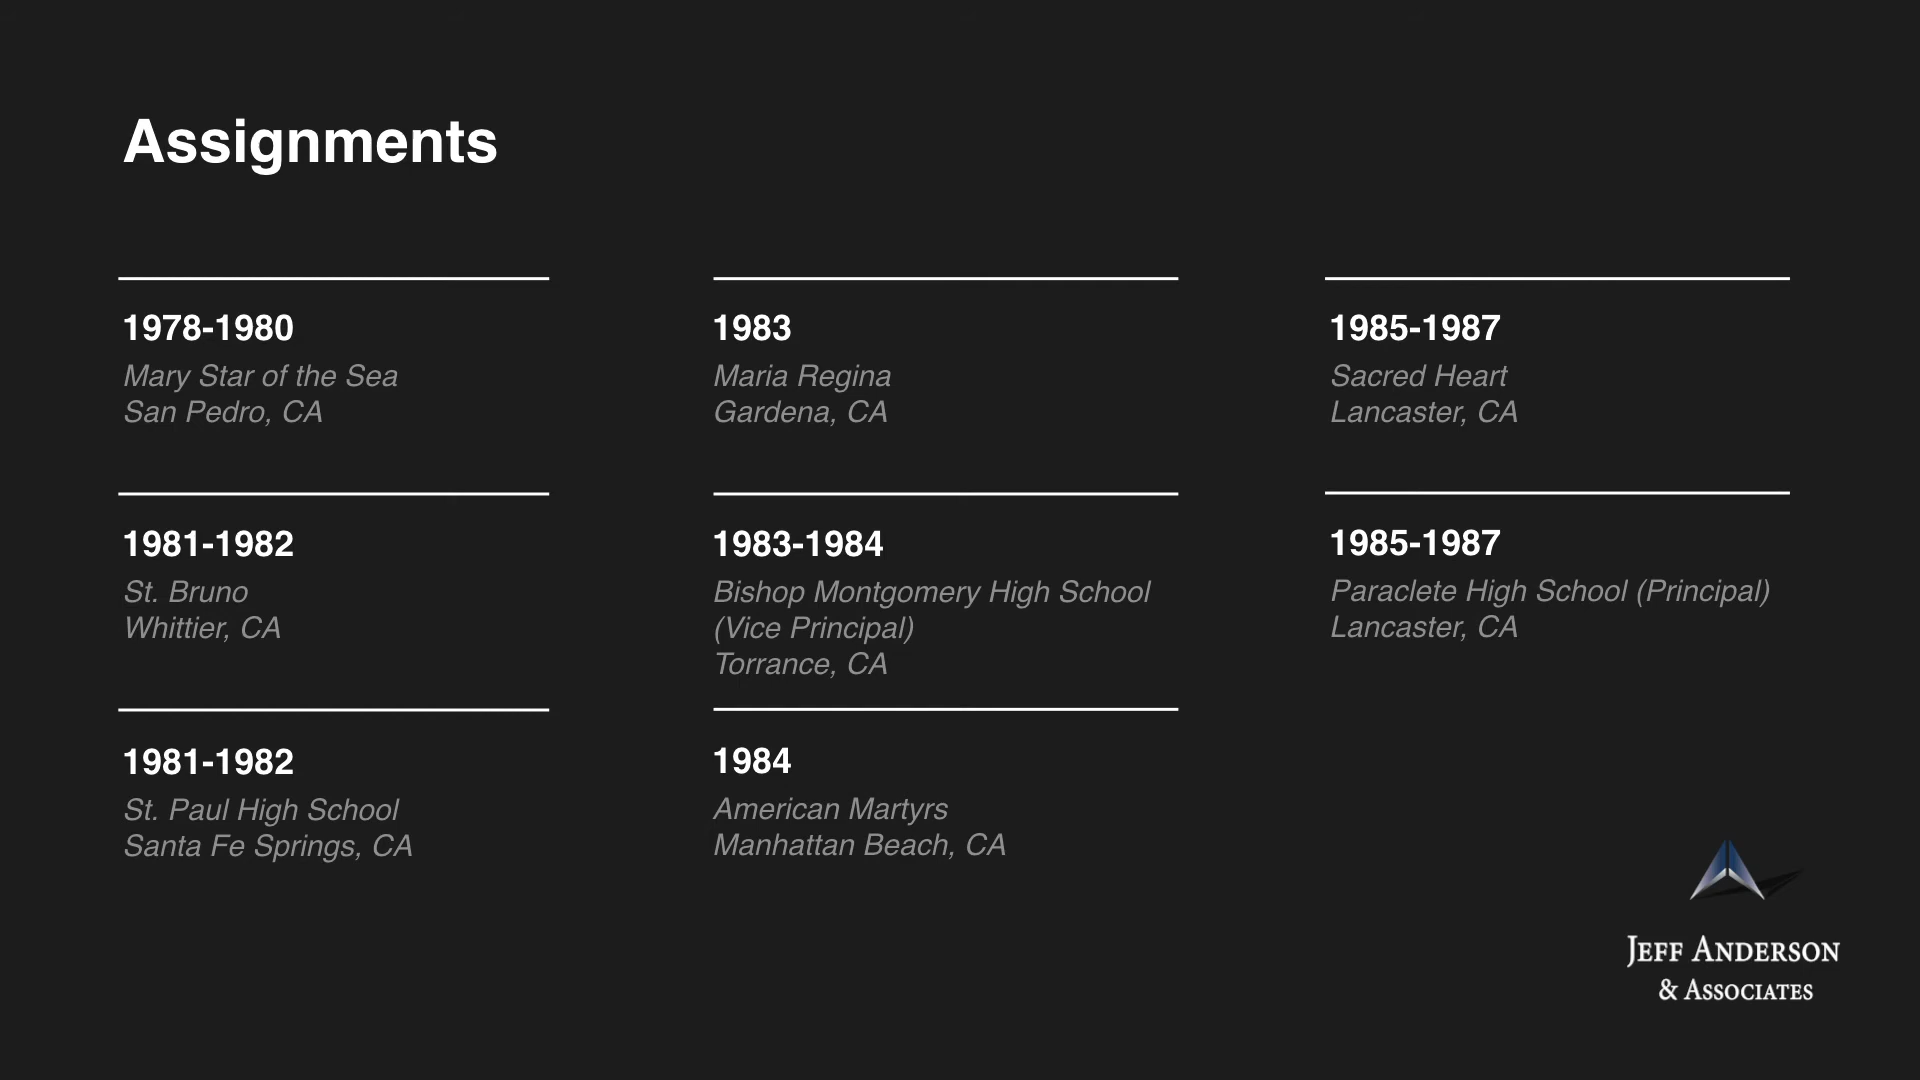 Assignments
1978-1980
Mary Star of the Sea
San Pedro, CA
1981-1982
St. Bruno
Whittier, CA
1981-1982
St. Paul High School
Santa Fe Springs, CA
1983
Maria Regina
Gardena, CA
1983-1984
Bishop Montgomery High School
(Vice Principal)
Torrance, CA
1984
American Martyrs
Manhattan Beach, CA
1985-1987
Sacred Heart
Lancaster, CA
1985-1987
Paraclete High School (Principal)
Lancaster, CA
JEFF ANDERSON
& ASSOCIATES